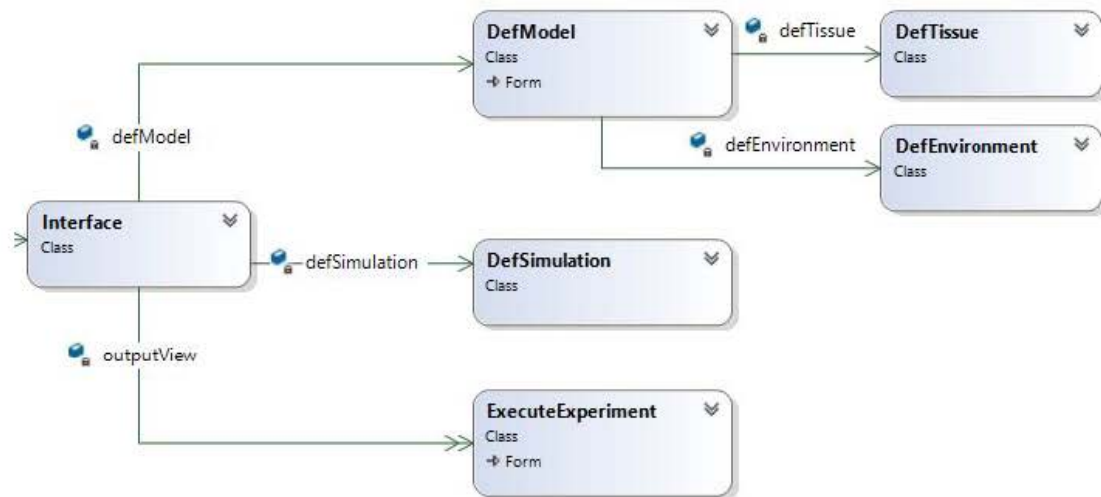 DefModel
Class
Form
defTissue
DefTissue
Class
defModel
defEnvironment
DefEnvironment
Class
Interface
Class
defSimulation
DefSimulation
Class
outputView
ExecuteExperiment
Class
Form